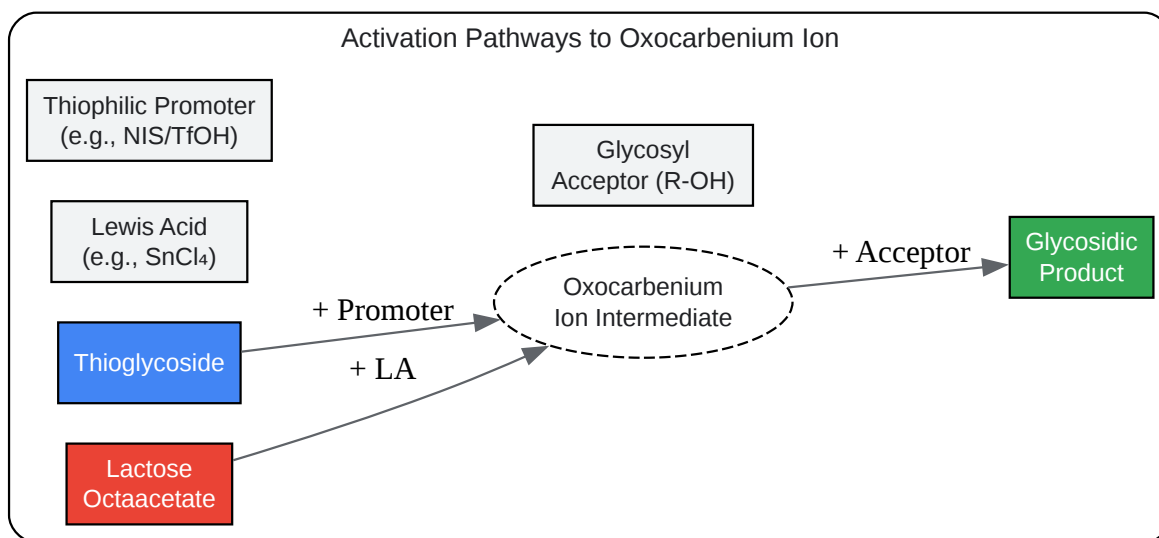 Activation Pathways to Oxocarbenium Ion
Thiophilic Promoter
(e.g., NIS/TfOH)
Glycosyl
Acceptor (R-OH)
Lewis Acid
(e.g., SnCl₄)
+ Acceptor
Glycosidic
Product
Oxocarbenium
Ion Intermediate
+ Promoter
Thioglycoside
+ LA
Lactose
Octaacetate